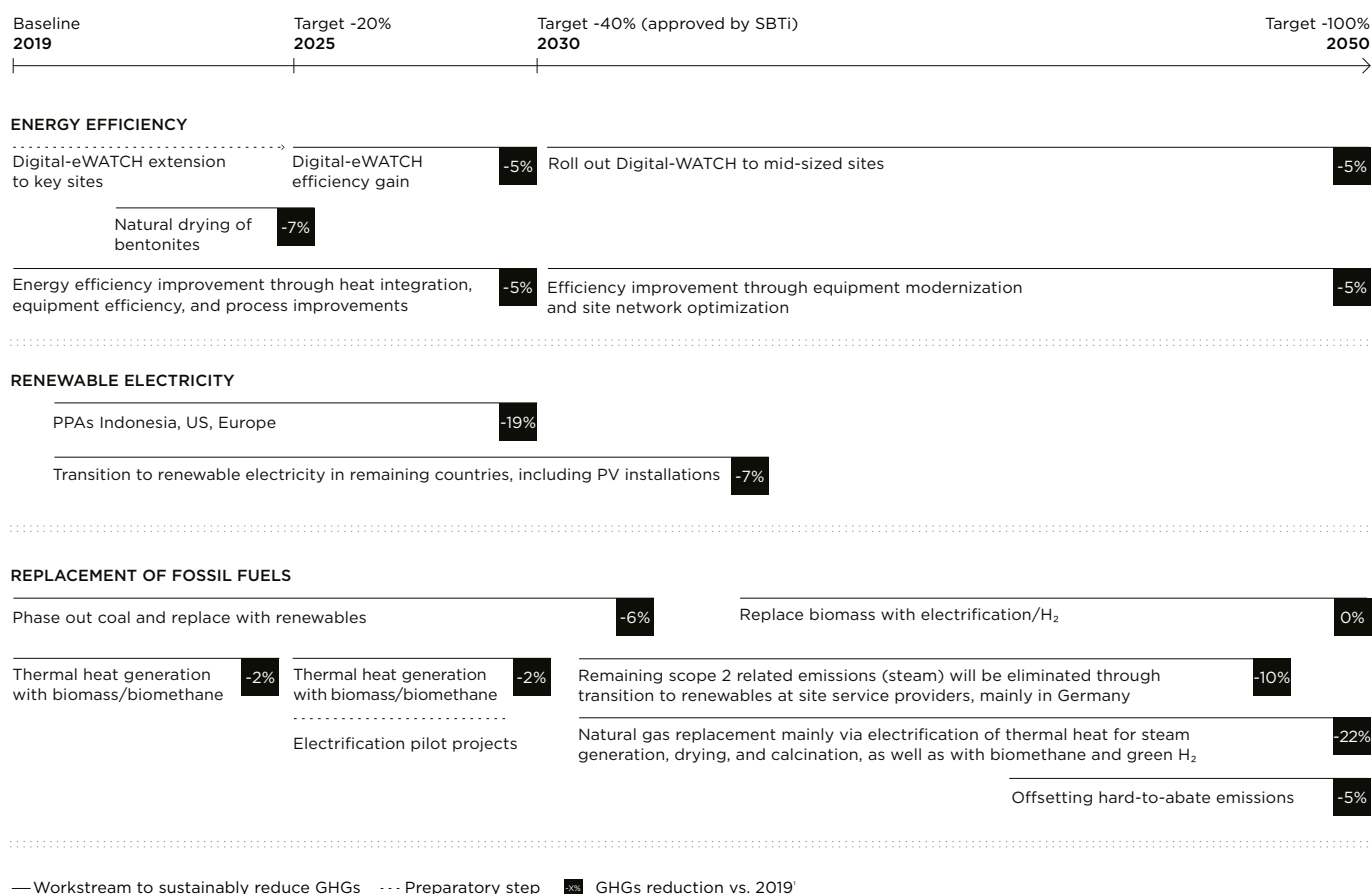 Baseline
2019
Target -20%
2025
Target -40% (approved by SBTi)
2030
Target -100%
2050
ENERGY EFFICIENCY
Digital-eWATCH extension
to key sites
Digital-eWATCH
efficiency gain
-5%
Roll out Digital-WATCH to mid-sized sites
-5%
Natural drying of
bentonites
-7%
Energy efficiency improvement through heat integration,
equipment efficiency, and process improvements
-5%
Efficiency improvement through equipment modernization
and site network optimization
-5%
RENEWABLE ELECTRICITY
PPAs Indonesia, US, Europe
-19%
Transition to renewable electricity in remaining countries, including PV installations
-7%
REPLACEMENT OF FOSSIL FUELS
Phase out coal and replace with renewables
-6%
Replace biomass with electrification/H₂
0%
Thermal heat generation
with biomass/biomethane
-2%
Thermal heat generation
with biomass/biomethane
-2%
Remaining scope 2 related emissions (steam) will be eliminated through
transition to renewables at site service providers, mainly in Germany
-10%
Electrification pilot projects
Natural gas replacement mainly via electrification of thermal heat for steam
generation, drying, and calcination, as well as with biomethane and green H₂
-22%
Offsetting hard-to-abate emissions
-5%
Workstream to sustainably reduce GHGs
Preparatory step
-X%
GHGs reduction vs. 2019¹